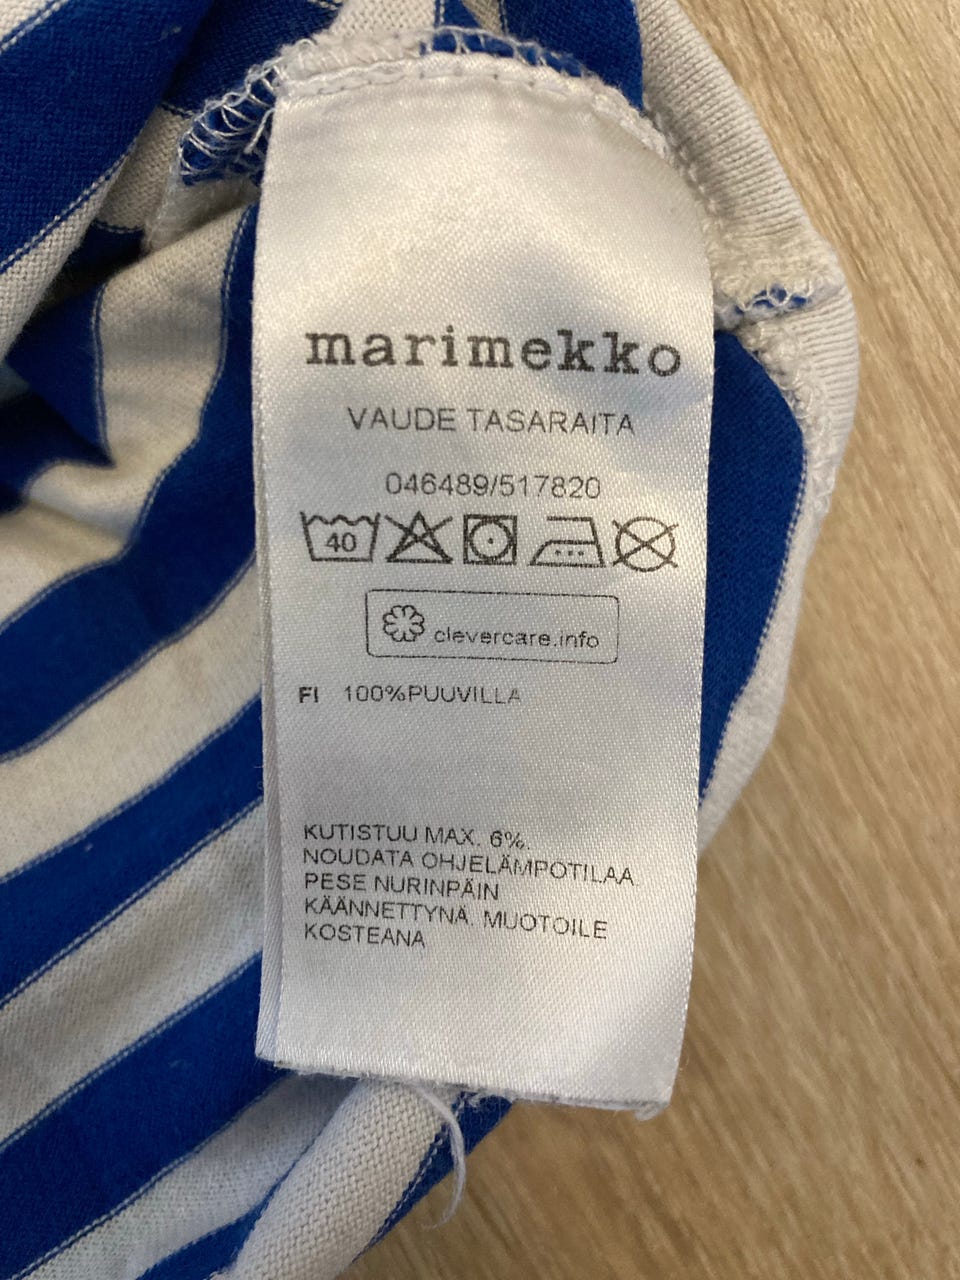 marimekko
VAUDE TASARAITA
046489/517820
40
clevercare.info
FI 100%PUUVILLA
KUTISTUU MAX. 6%.
NOUDATA OHJELÄMPÖTILAA.
PESE NURINPÄIN
KÄÄNNETTYNÄ. MUOTOILE
KOSTEANA